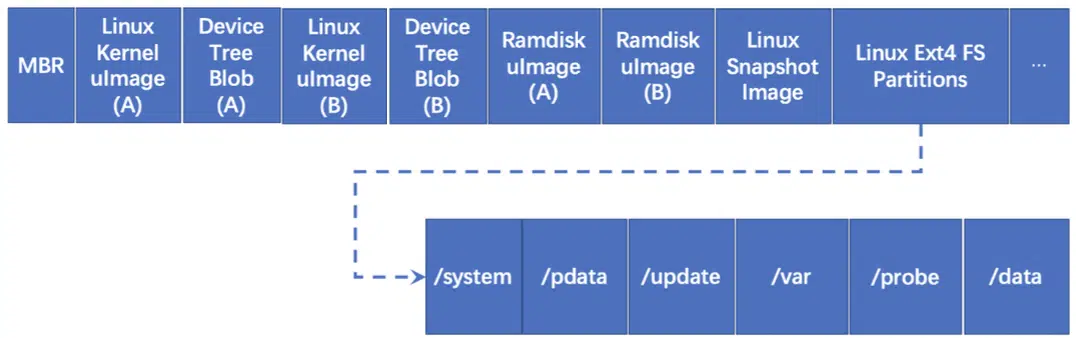 MBR
Linux
Kernel
uImage
(A)
Device
Tree
Blob
(A)
Linux
Kernel
uImage
(B)
Device
Tree
Blob
(B)
Ramdisk
uImage
(A)
Ramdisk
uImage
(B)
Linux
Snapshot
Image
Linux Ext4 FS
Partitions
...
/system
/pdata
/update
/var
/probe
/data